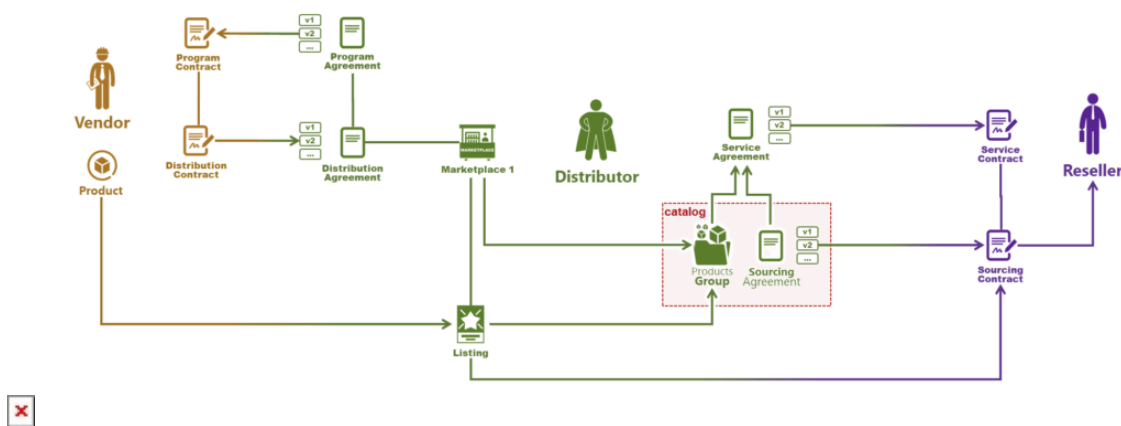 v1
v2
...
Program
Contract
Program
Agreement
Vendor
v1
v2
...
Distribution
Contract
Distribution
Agreement
MARKETPLACE
Marketplace 1
Product
Distributor
Service
Agreement
v1
v2
...
Service
Contract
Reseller
catalog
Products
Group
Sourcing
Agreement
v1
v2
...
Sourcing
Contract
Listing